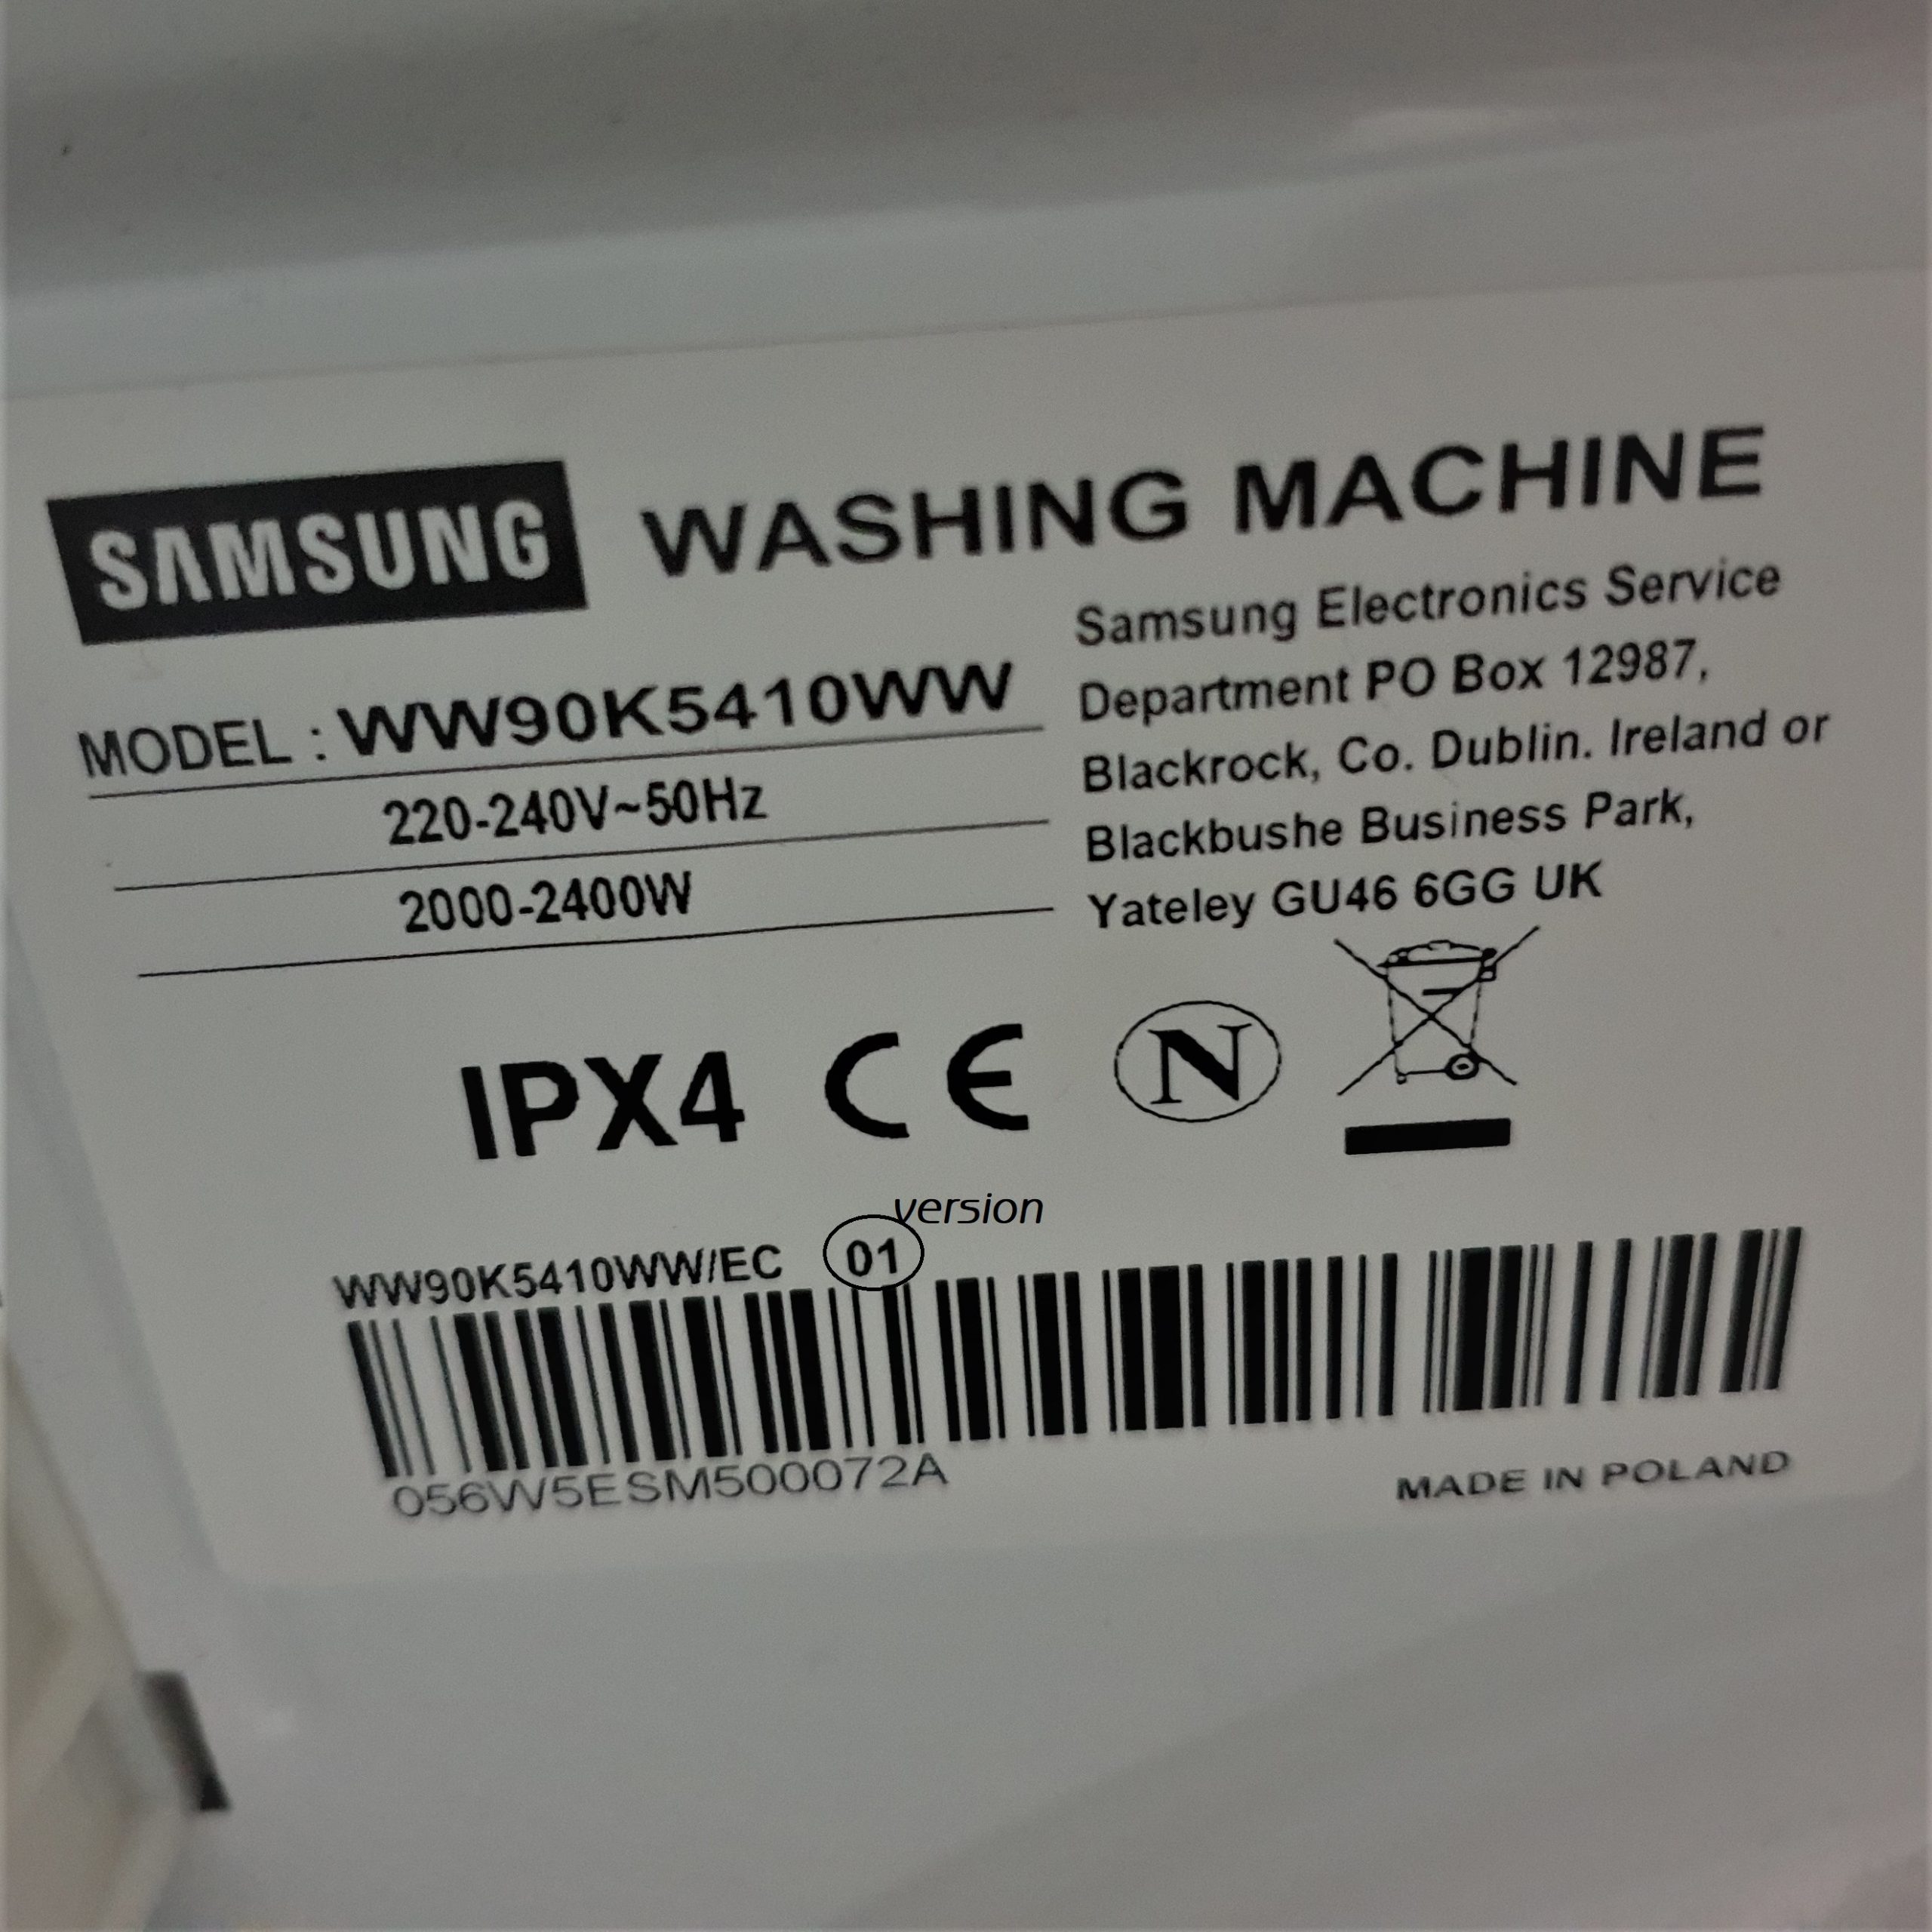 SAMSUNG WASHING MACHINE
MODEL : WW90K5410WW
220-240V~50Hz
2000-2400W
Samsung Electronics Service
Department PO Box 12987,
Blackrock, Co. Dublin. Ireland or
Blackbushe Business Park,
Yateley GU46 6GG UK
IPX4 CE N
version
WW90K5410WW/EC 01
056W5ESM500072A
MADE IN POLAND